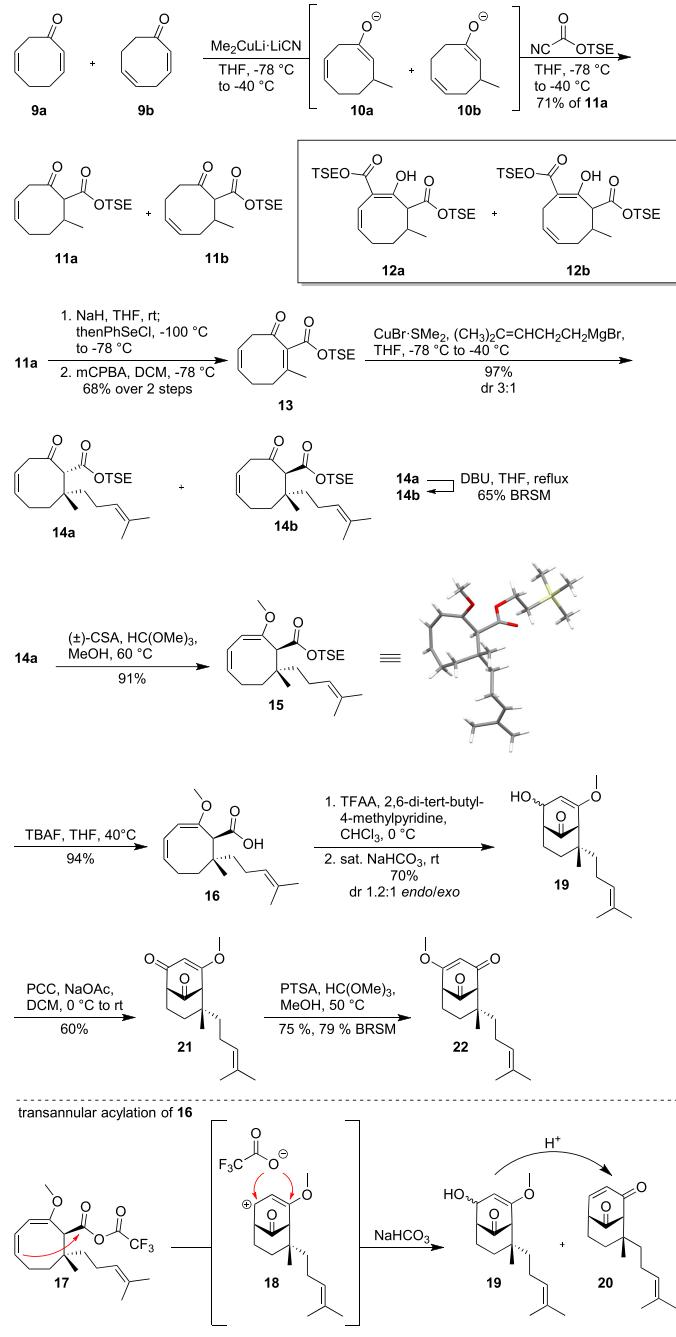 O
O
Me2CuLi·LiCN
THF, -78 °C
to -40 °C
+
9a
9b
O⊖
O⊖
+
10a
10b
O
NC
OTSE
THF, -78 °C
to -40 °C
71% of 11a
O
O
OTSE
11a
+
O
O
OTSE
11b
O
TSEO
OH
O
OTSE
12a
+
O
TSEO
OH
O
OTSE
12b
11a
1. NaH, THF, rt;
thenPhSeCl, -100 °C
to -78 °C
2. mCPBA, DCM, -78 °C
68% over 2 steps
O
O
OTSE
13
CuBr·SMe2, (CH3)2C=CHCH2CH2MgBr,
THF, -78 °C to -40 °C
97%
dr 3:1
O
O
OTSE
14a
+
O
O
OTSE
14b
14a
14b
DBU, THF, reflux
65% BRSM
14a
(±)-CSA, HC(OMe)3,
MeOH, 60 °C
91%
O
O
OTSE
15
TBAF, THF, 40°C
94%
O
O
OH
16
1. TFAA, 2,6-di-tert-butyl-
4-methylpyridine,
CHCl3, 0 °C
2. sat. NaHCO3, rt
70%
dr 1.2:1 endo/exo
HO
O
O
19
PCC, NaOAc,
DCM, 0 °C to rt
60%
O
O
O
21
PTSA, HC(OMe)3,
MeOH, 50 °C
75 %, 79 % BRSM
O
O
O
22
transannular acylation of 16
O
O
O
O
CF3
17
O
F3C
O⊖
⊕
O
O
18
NaHCO3
HO
O
O
19
H+
+
O
O
20